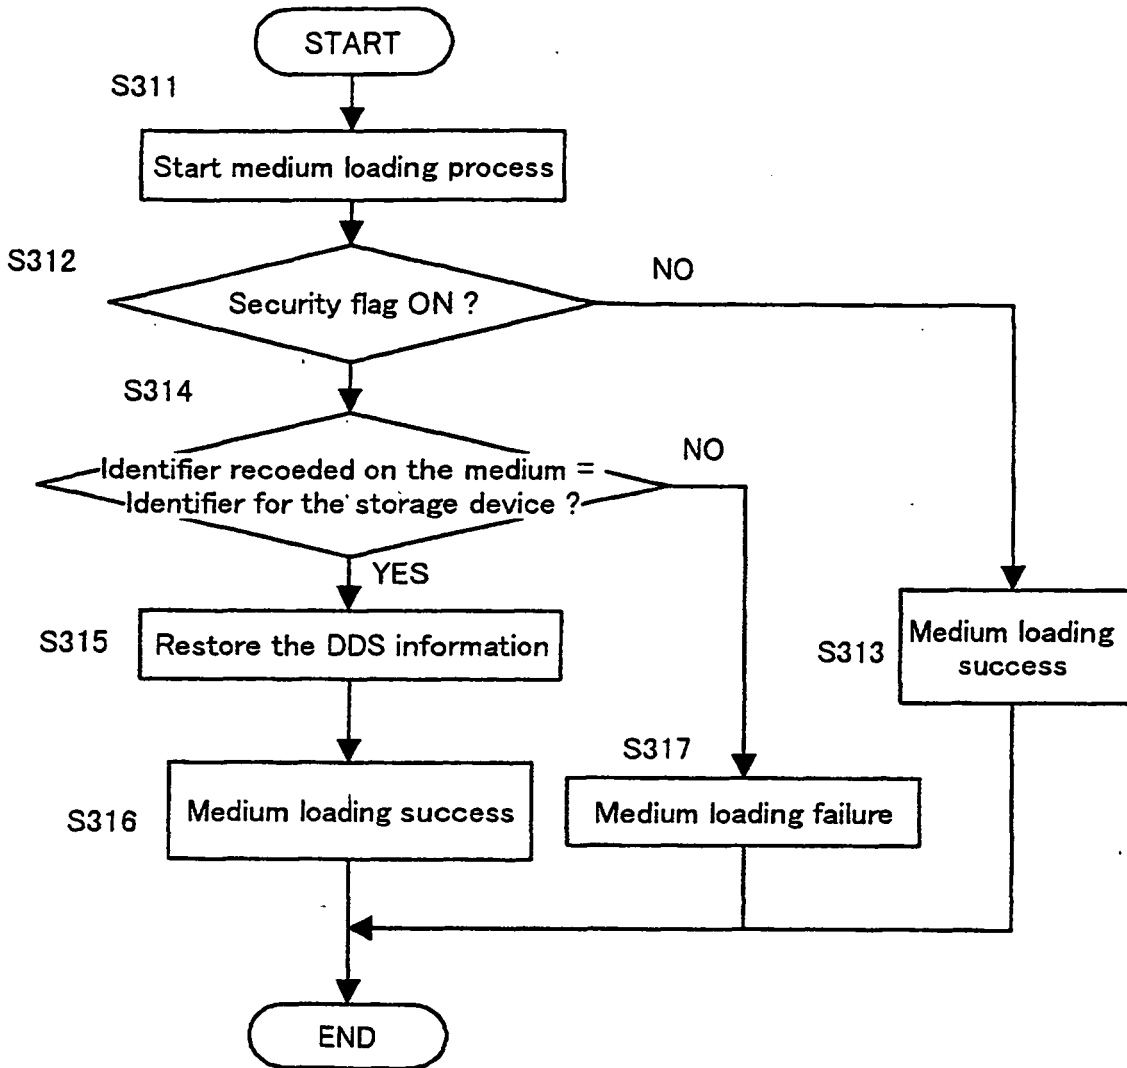 START
S311
Start medium loading process
S312
Security flag ON ?
NO
S314
Identifier recoeded on the medium =
Identifier for the storage device ?
NO
YES
S315
Restore the DDS information
S313
Medium loading
success
S317
S316
Medium loading success
Medium loading failure
END